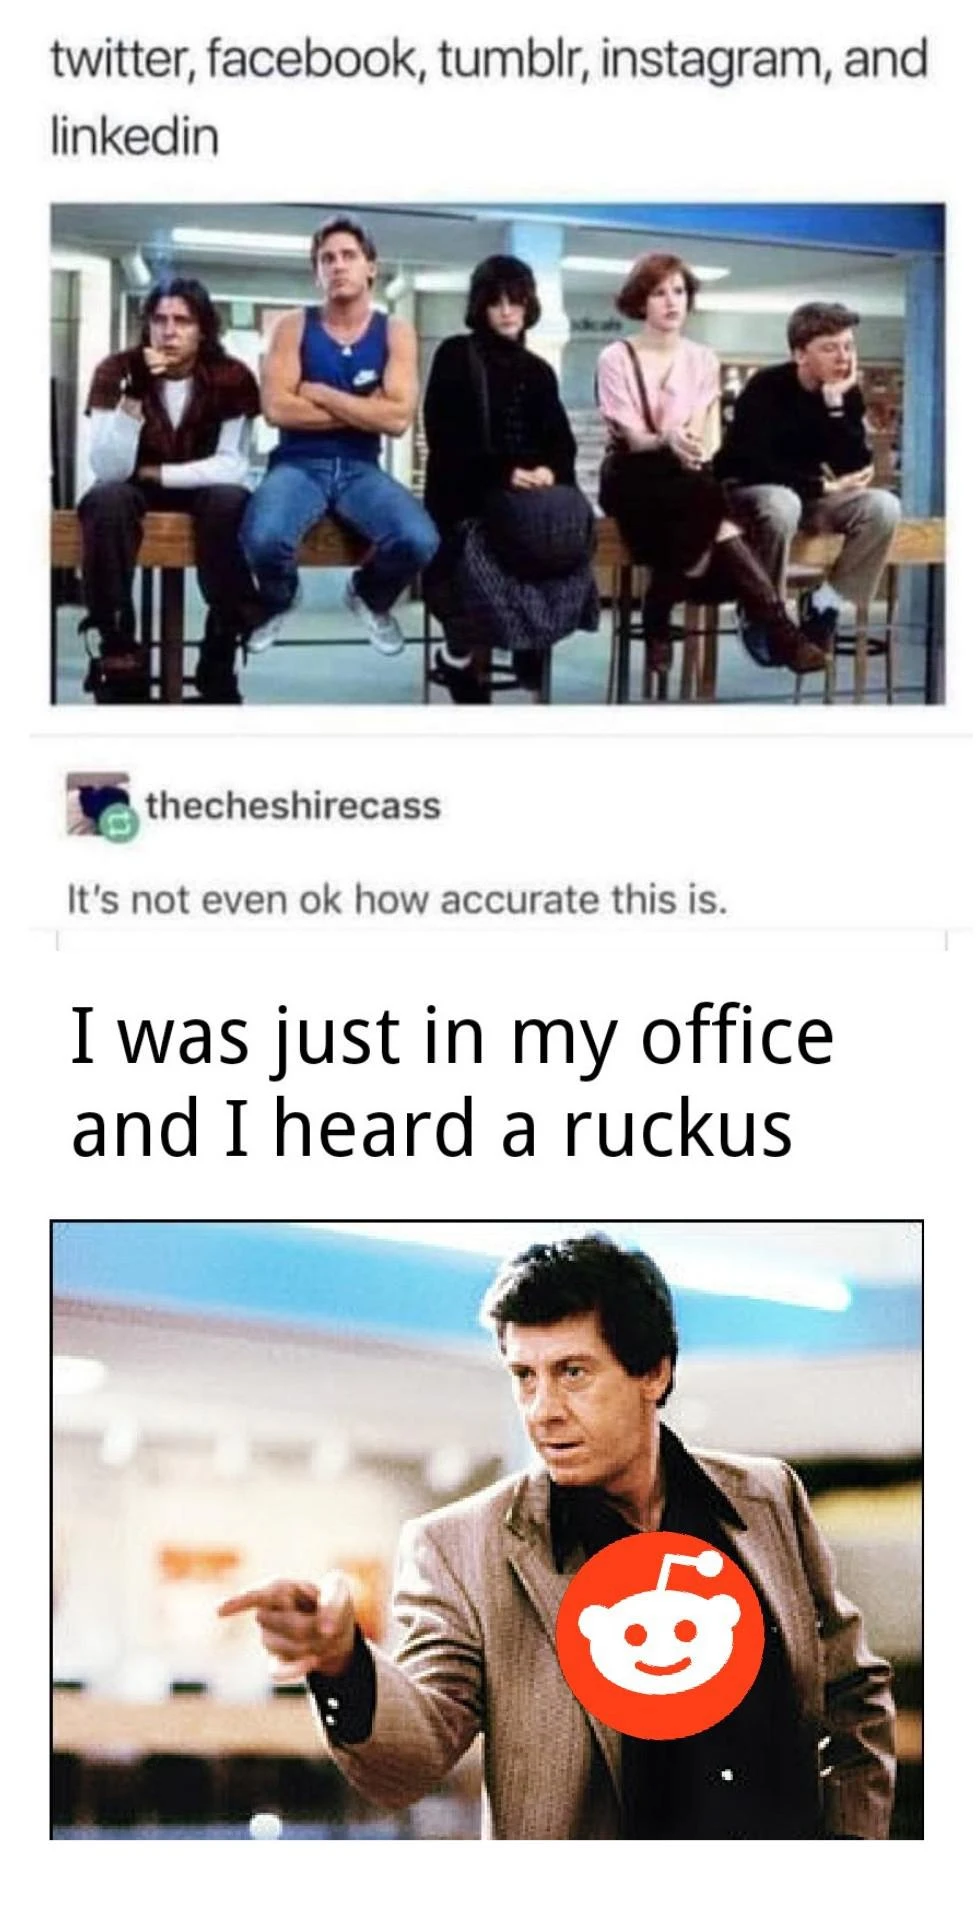 twitter, facebook, tumblr, instagram, and
linkedin
thecheshirecass
It's not even ok how accurate this is.
I was just in my office
and I heard a ruckus